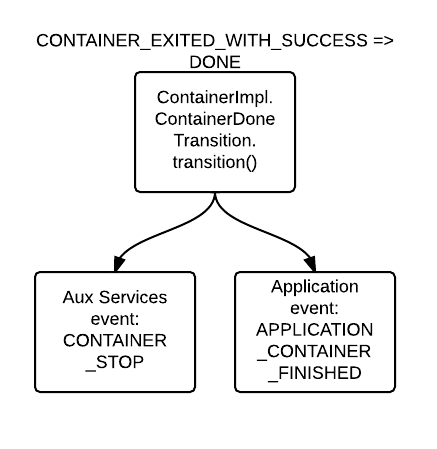 CONTAINER_EXITED_WITH_SUCCESS =>
DONE
ContainerImpl.
ContainerDone
Transition.
transition()
Aux Services
event:
CONTAINER
_STOP
Application
event:
APPLICATION
_CONTAINER
_FINISHED